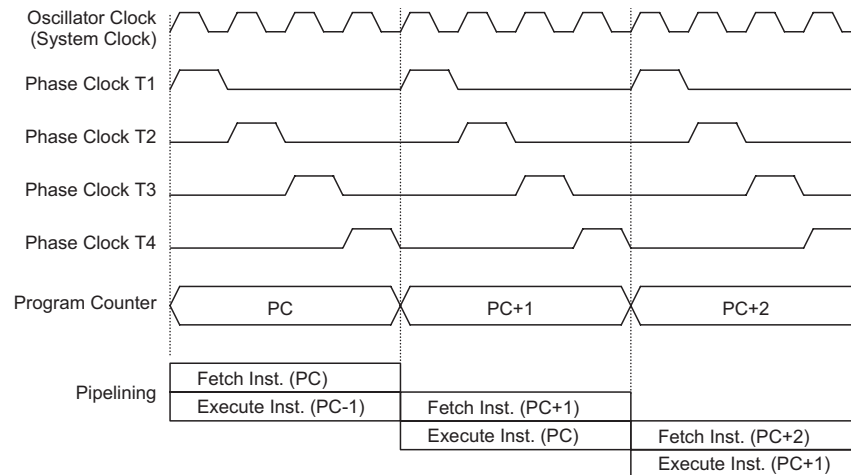 Oscillator Clock
(System Clock)
Phase Clock T1
Phase Clock T2
Phase Clock T3
Phase Clock T4
Program Counter
PC
PC+1
PC+2
Pipelining
Fetch Inst. (PC)
Execute Inst. (PC-1)
Fetch Inst. (PC+1)
Execute Inst. (PC)
Fetch Inst. (PC+2)
Execute Inst. (PC+1)